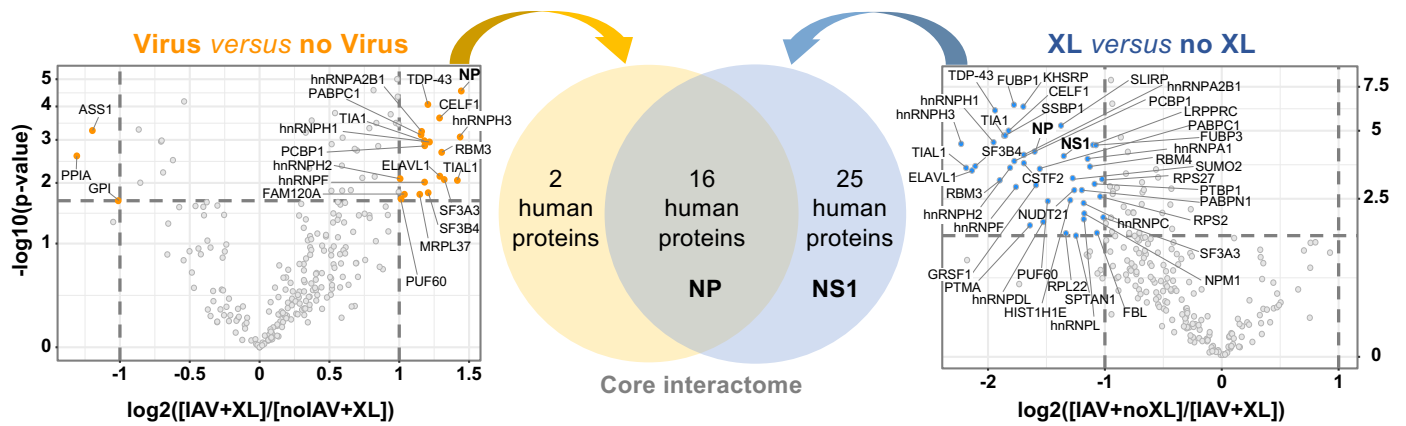 Virus versus no Virus
-log10(p-value)
5
4
3
2
1
0
ASS1
PPIA
GPI
hnRNPA2B1
PABPC1
TIA1
hnRNPH1
PCBP1
hnRNPH2
hnRNPF
FAM120A
TDP-43
NP
CELF1
hnRNPH3
RBM3
ELAVL1
TIAL1
SF3A3
SF3B4
MRPL37
PUF60
-1
-0.5
0
0.5
1
1.5
log2([IAV+XL]/[noIAV+XL])
2
human
proteins
16
human
proteins
NP
25
human
proteins
NS1
Core interactome
XL versus no XL
TDP-43
FUBP1
KHSRP
CELF1
SLIRP
hnRNPA2B1
PCBP1
LRPPRC
PABPC1
FUBP3
hnRNPA1
hnRNPH1
hnRNPH3
TIA1
SSBP1
NP
NS1
TIAL1
SF3B4
ELAVL1
RBM4
SUMO2
RPS27
CSTF2
RBM3
PTBP1
PABPN1
RPS2
hnRNPH2
hnRNPF
NUDT21
hnRNPC
SF3A3
NPM1
GRSF1
PTMA
hnRNPDL
PUF60
HIST1H1E
RPL22
SPTAN1
hnRNPL
FBL
7.5
5
2.5
0
-2
-1
0
1
log2([IAV+noXL]/[IAV+XL])